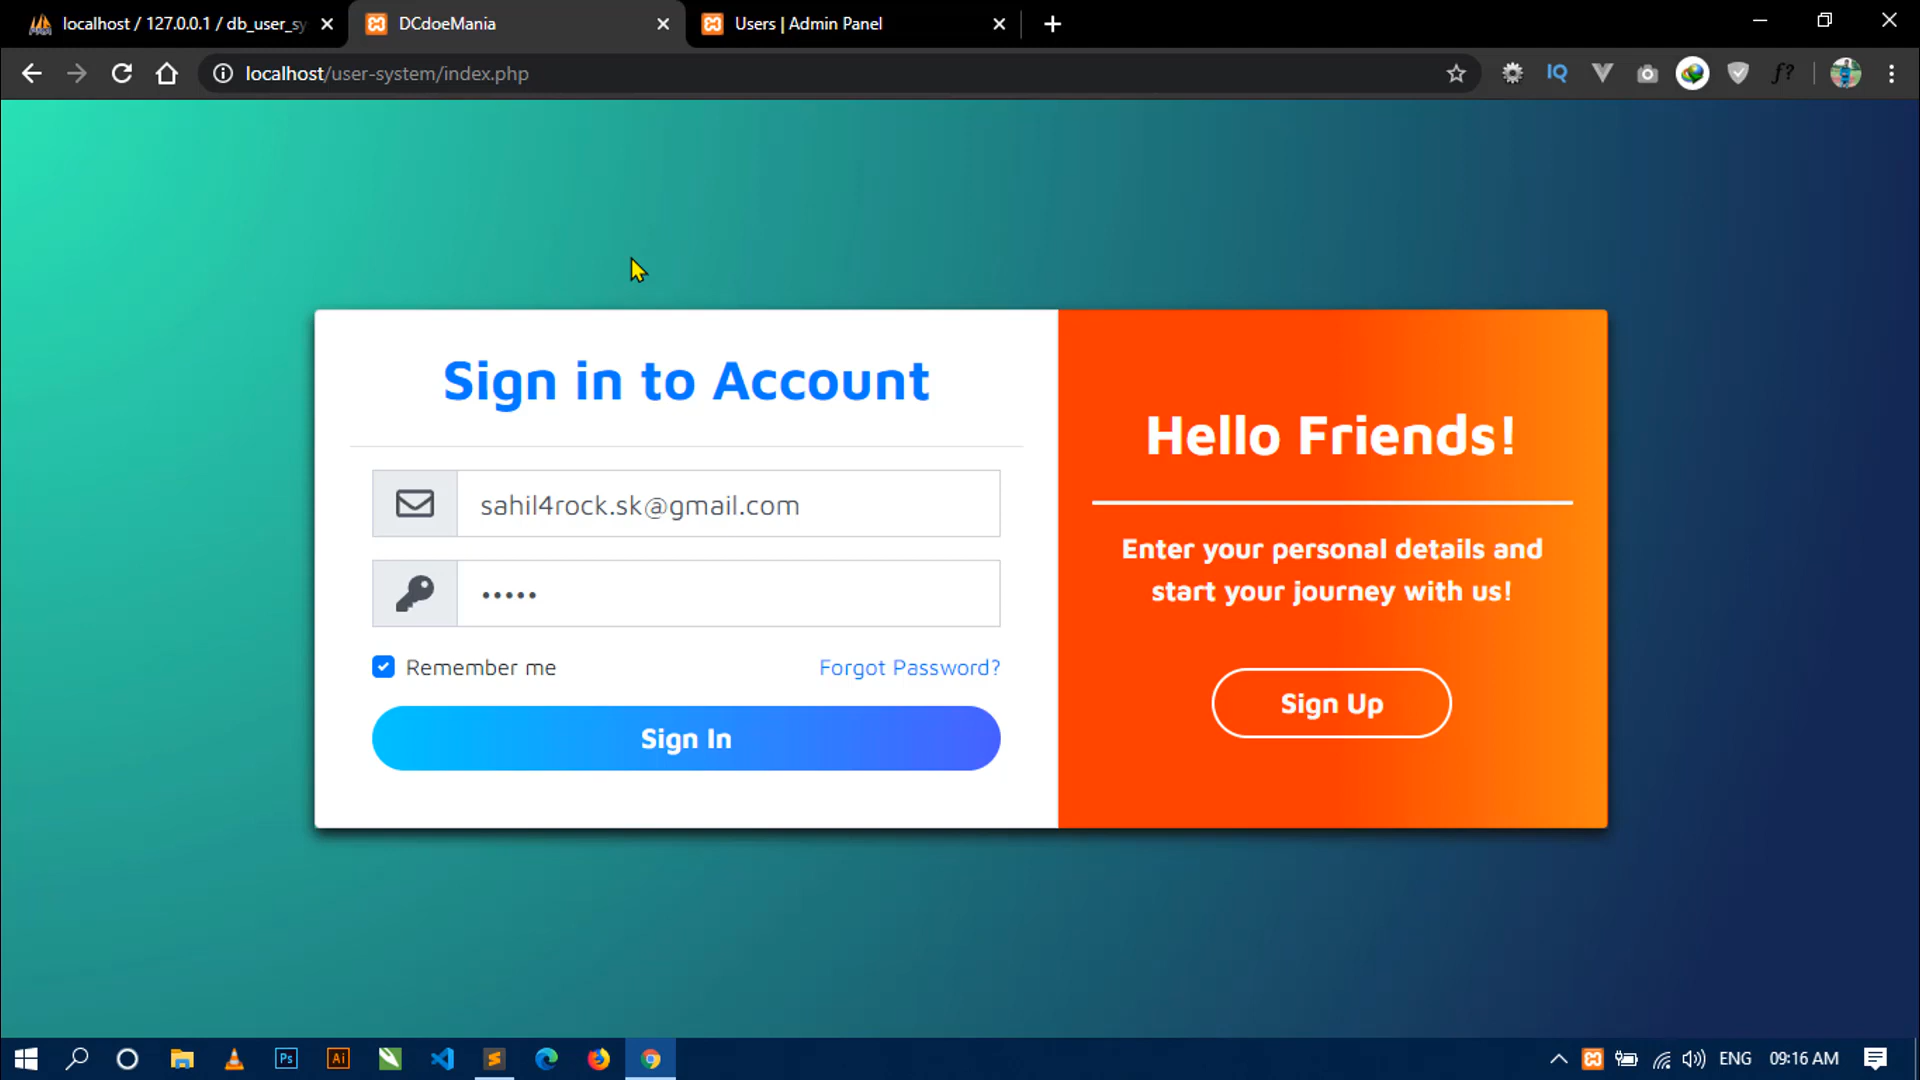 localhost / 127.0.0.1 / db_user_sy
DCdoeMania
Users | Admin Panel
localhost/user-system/index.php
IQ
f?
Sign in to Account
sahil4rock.sk@gmail.com
•••••
Remember me
Forgot Password?
Sign In
Hello Friends!
Enter your personal details and
start your journey with us!
Sign Up
Ps
Ai
ENG
09:16 AM